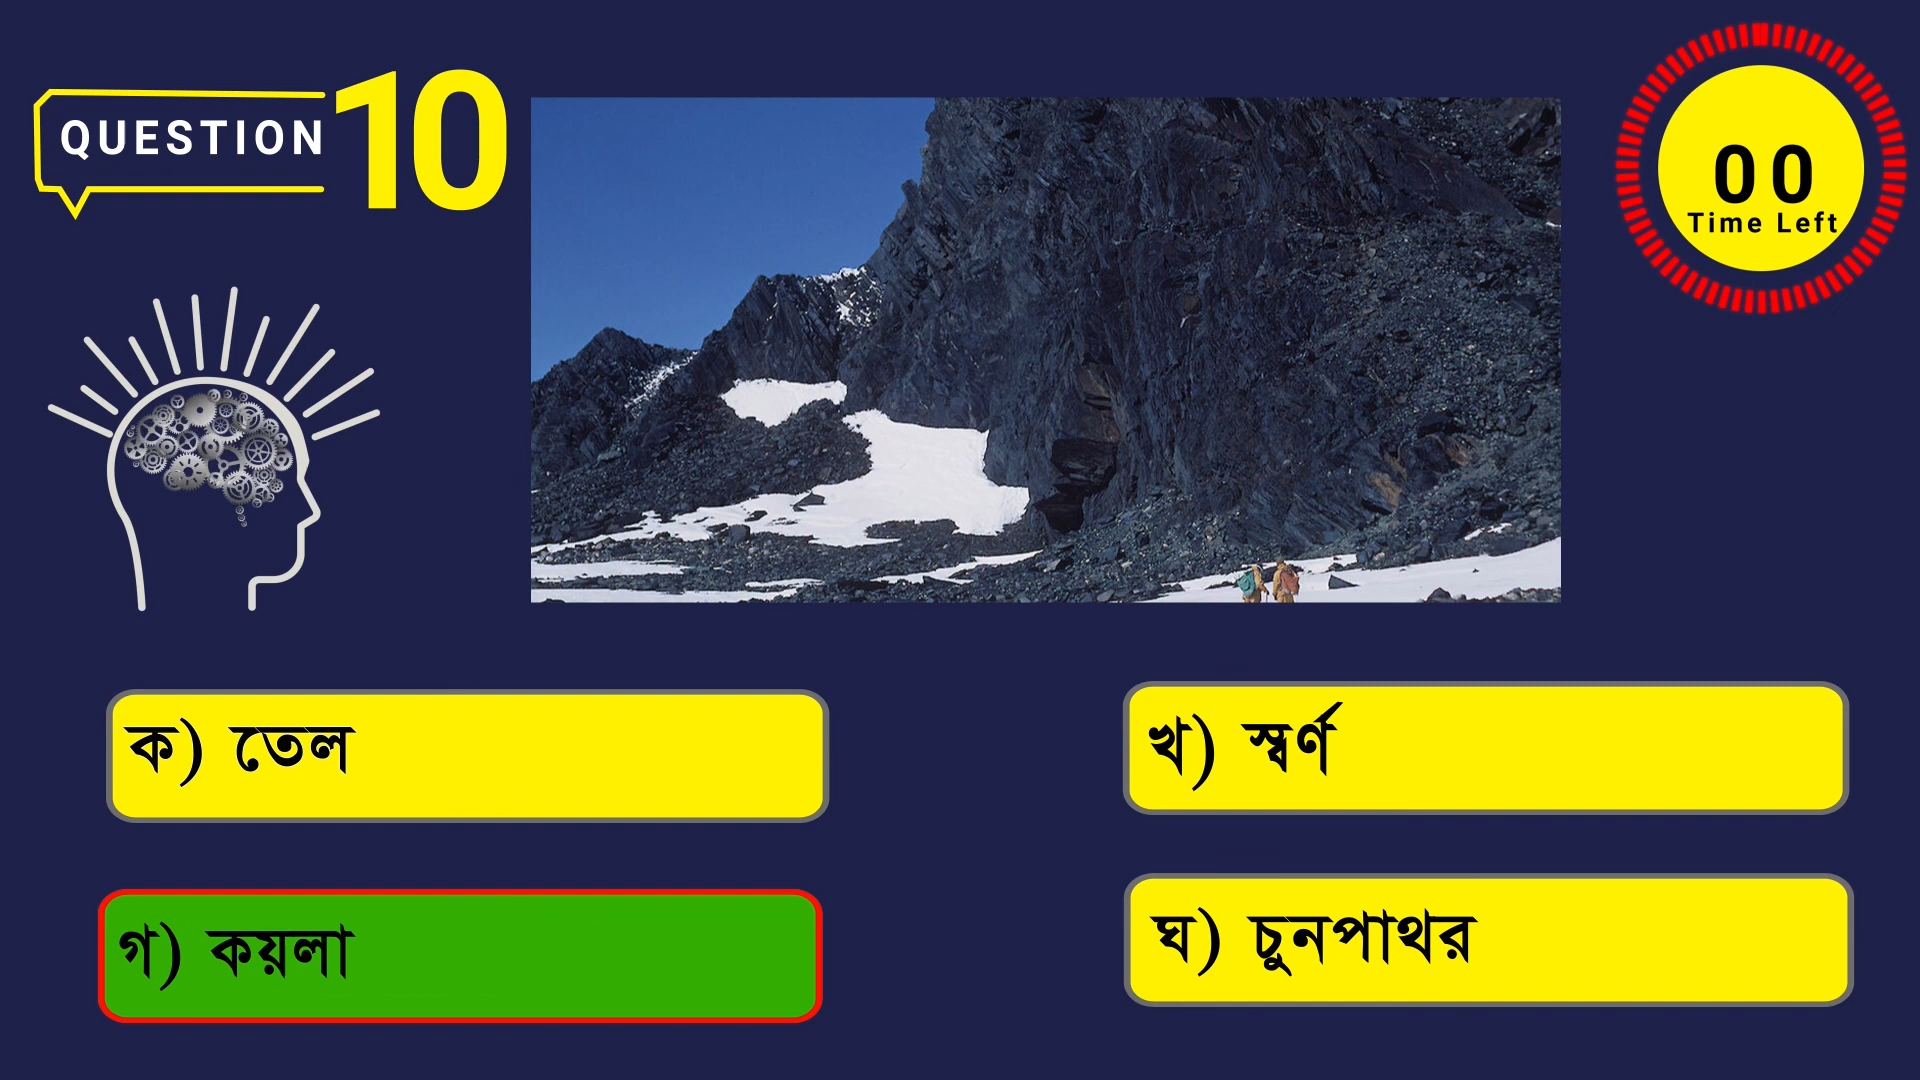 QUESTION 10
00
Time Left
ক) তেল
খ) স্বর্ণ
গ) কয়লা
ঘ) চুনপাথর